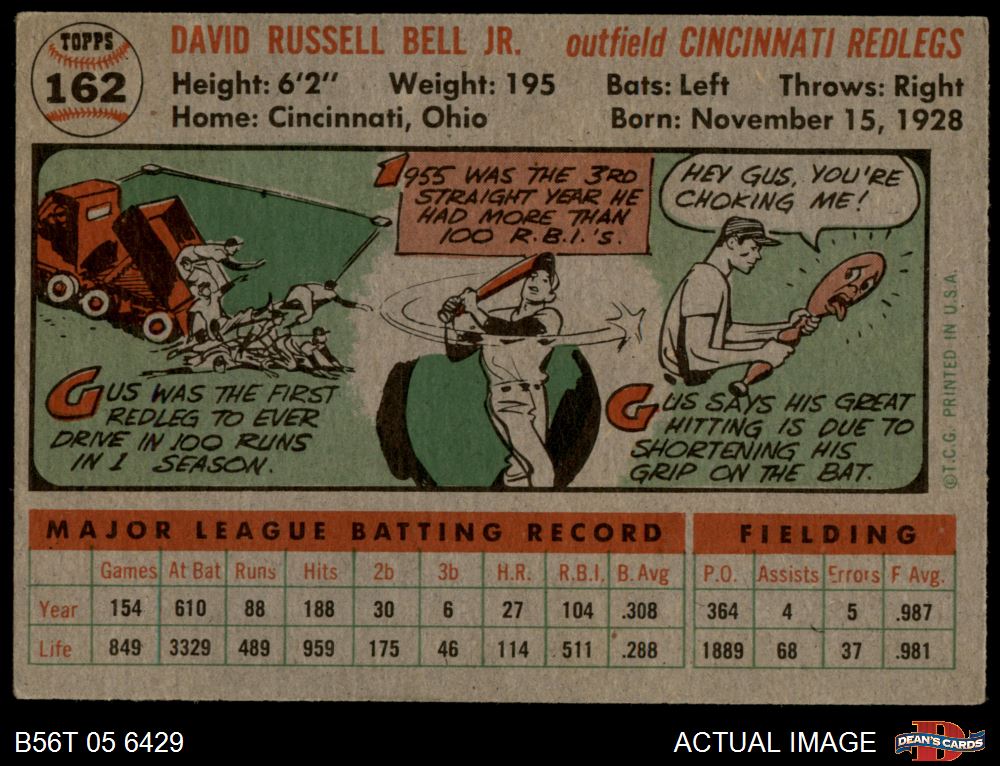 TOPPS
162
DAVID RUSSELL BELL JR. outfield CINCINNATI REDLEGS
Height: 6'2" Weight: 195 Bats: Left Throws: Right
Home: Cincinnati, Ohio Born: November 15, 1928
1955 WAS THE 3RD
STRAIGHT YEAR HE
HAD MORE THAN
100 R.B.I.'S.
HEY GUS, YOU'RE
CHOKING ME!
GUS WAS THE FIRST
REDLEG TO EVER
DRIVE IN 100 RUNS
IN 1 SEASON.
GUS SAYS HIS GREAT
HITTING IS DUE TO
SHORTENING HIS
GRIP ON THE BAT.
©T.C.G. PRINTED IN U.S.A.
MAJOR LEAGUE BATTING RECORD FIELDING
Games At Bat Runs Hits 2b 3b H.R. R.B.I. B. Avg P.O. Assists Errors F Avg.
Year 154 610 88 188 30 6 27 104 .308 364 4 5 .987
Life 849 3329 489 959 175 46 114 511 .288 1889 68 37 .981
B56T 05 6429 ACTUAL IMAGE DEAN'S CARDS